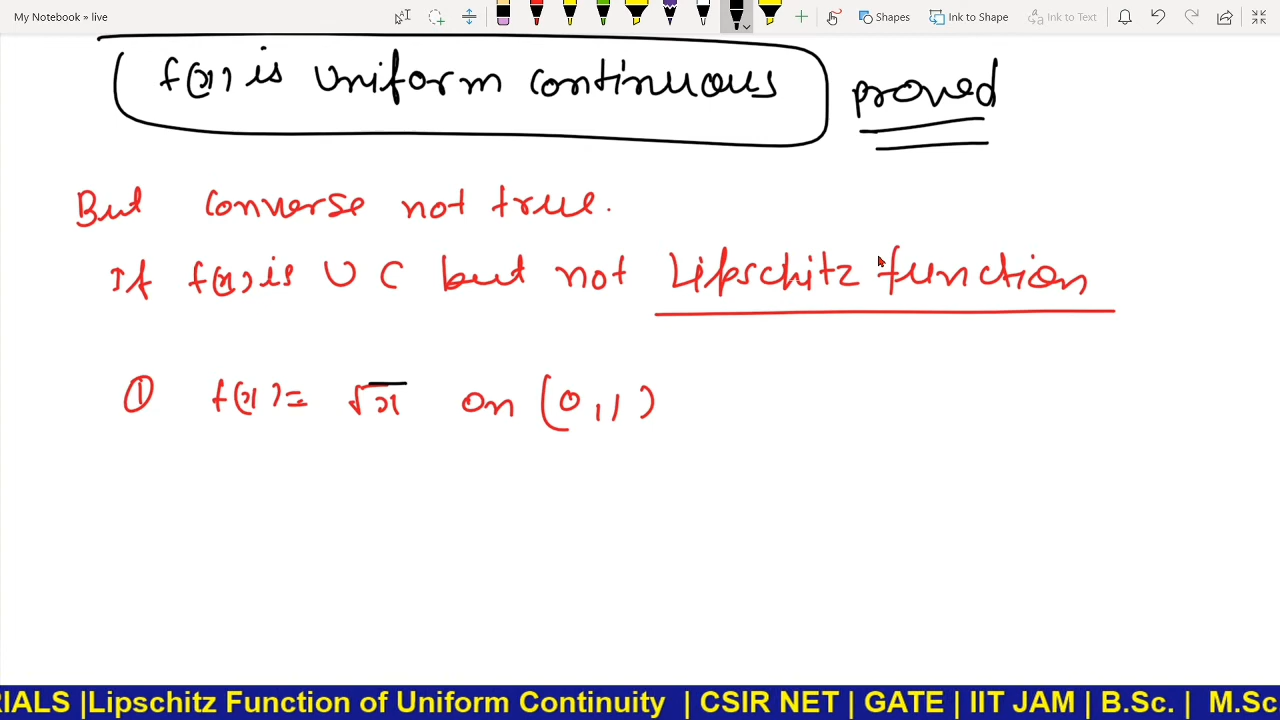 My Notebook » live
Shapes
Ink to Shape
Ink to Text
f(x) is uniform continuous proved
But converse not true.
If f(x) is U C but not Lipschitz function
① f(x) = √x on (0,1)
RIALS |Lipschitz Function of Uniform Continuity | CSIR NET | GATE | IIT JAM | B.Sc. | M.Sc